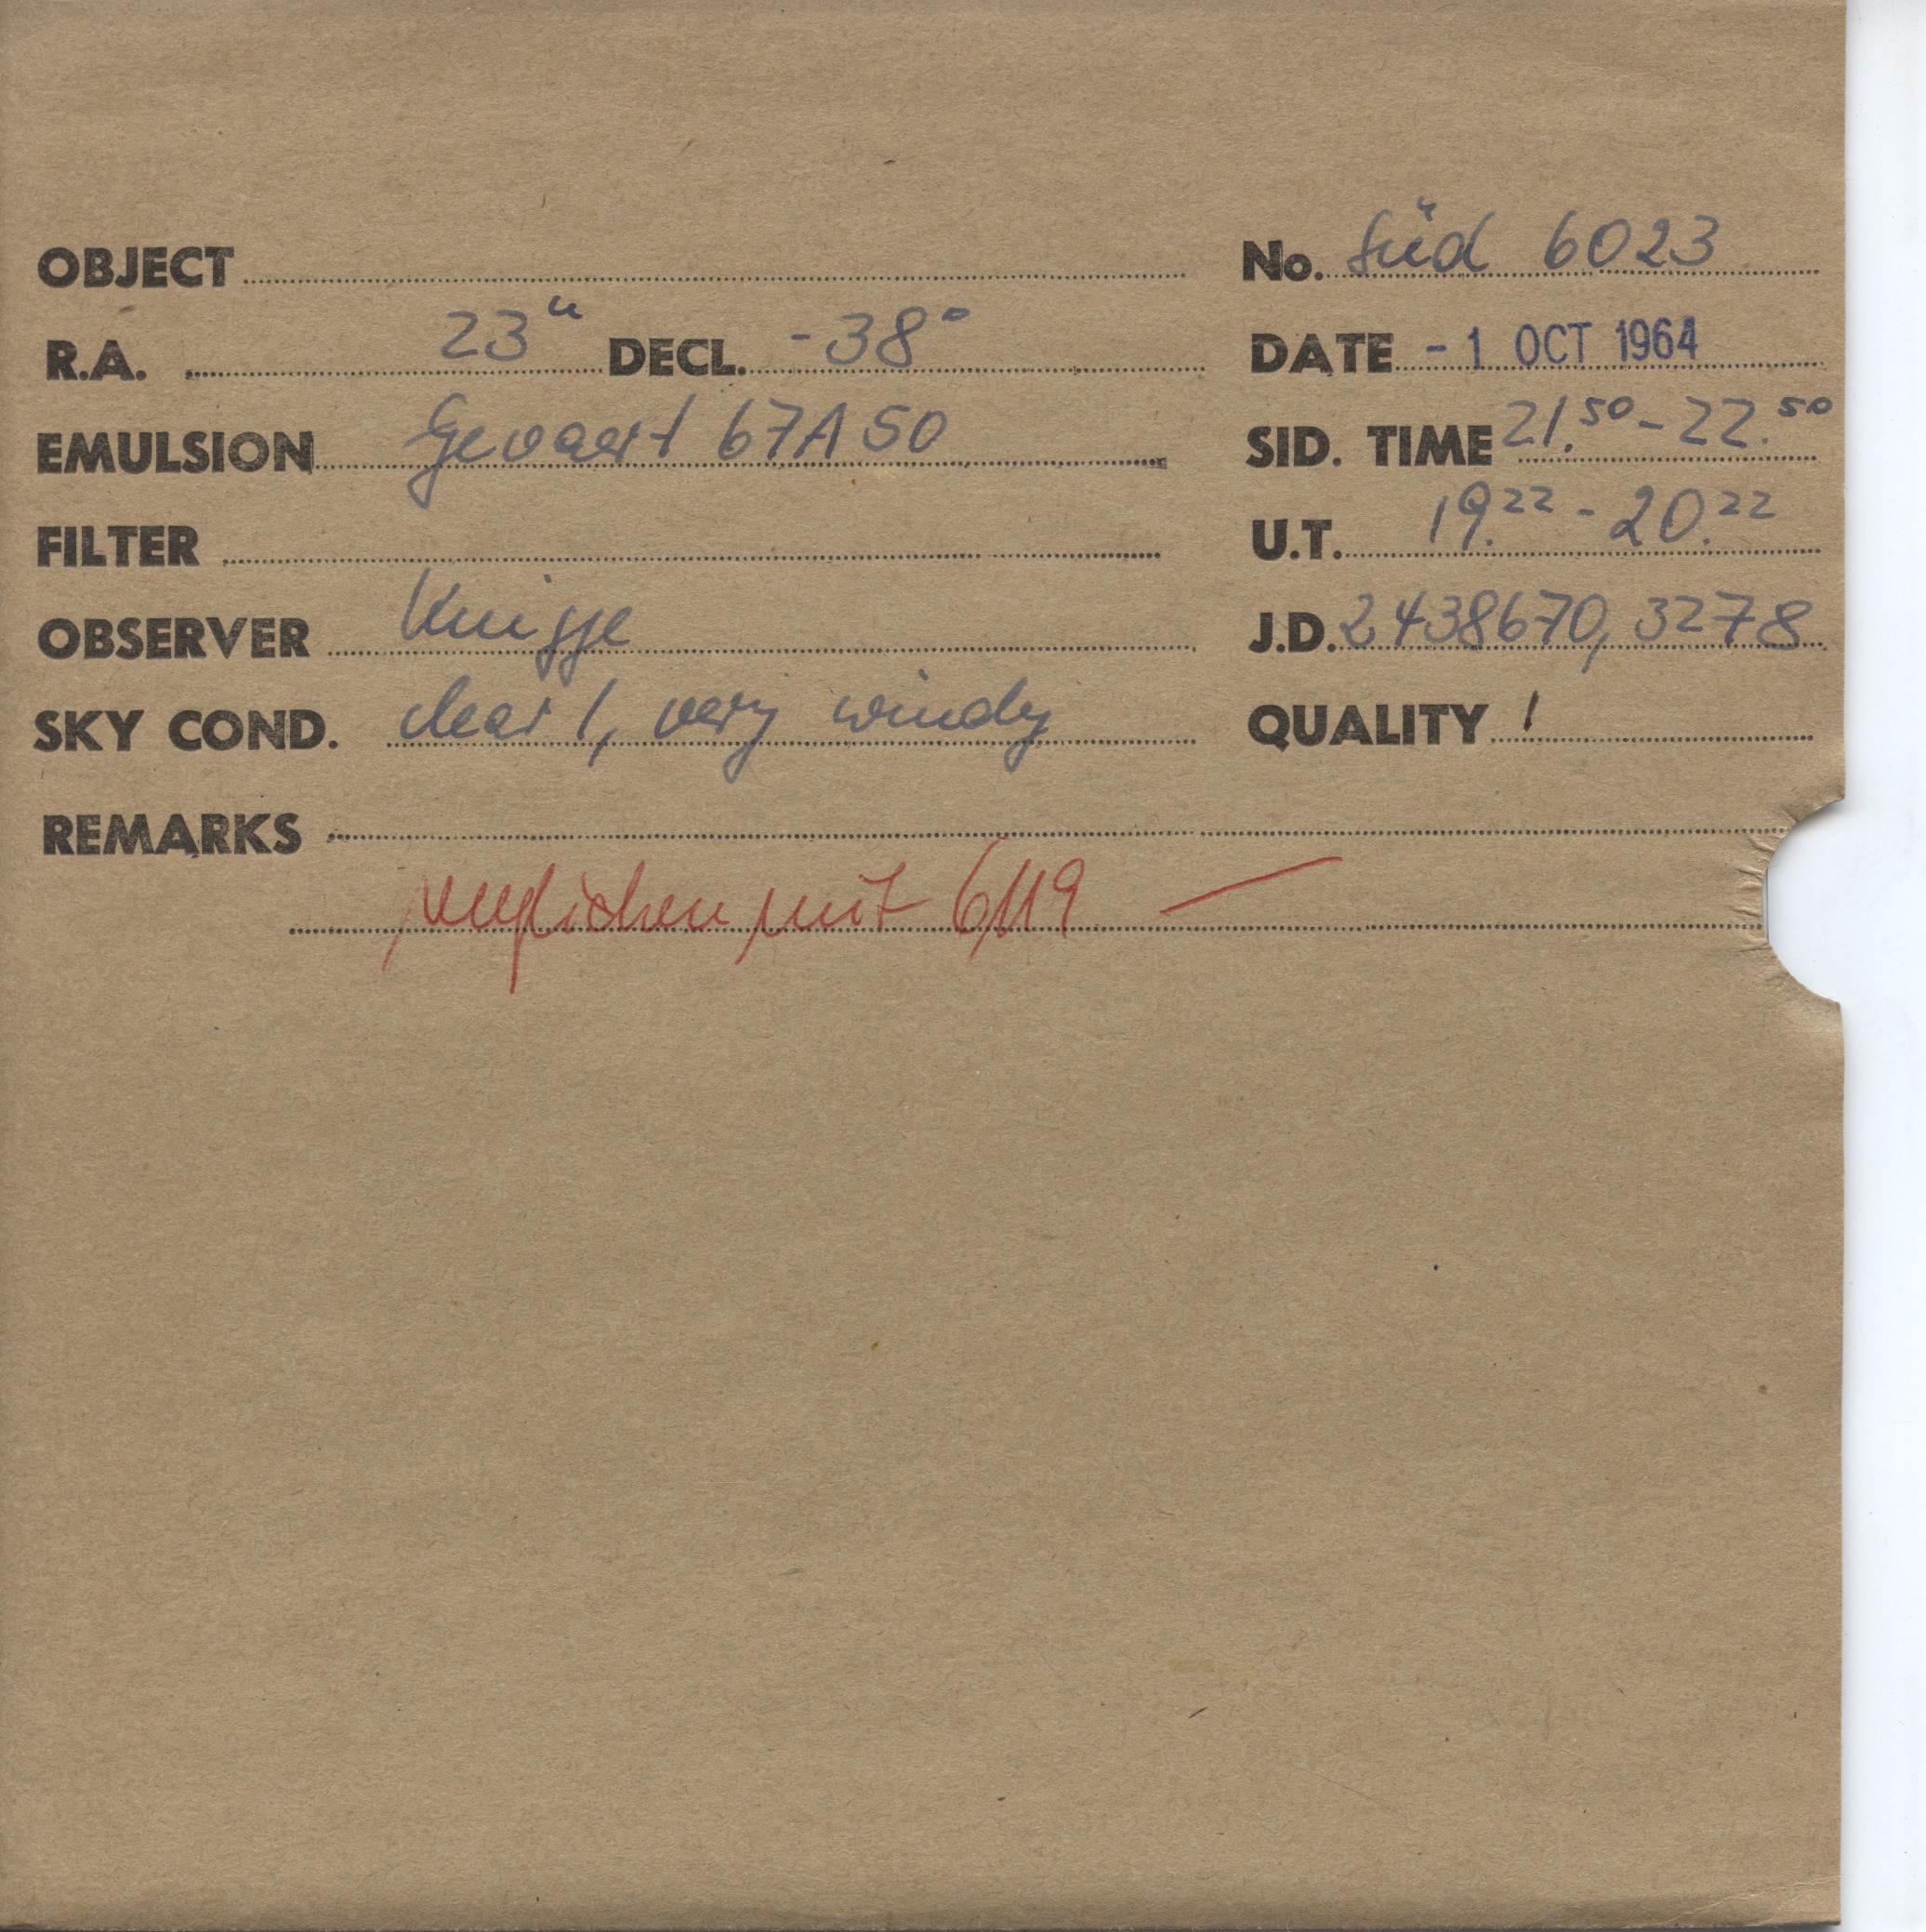 OBJECT No. Süd 6023
R.A. 23h DECL. -38° DATE - 1 OCT 1964
EMULSION Gevaert 67A50 SID. TIME 21.50 - 22.50
FILTER U.T. 19.22 - 20.22
OBSERVER Knigge J.D. 2438670,3278
SKY COND. clear 1, very windy QUALITY 1
REMARKS
verglichen mit 6119 —